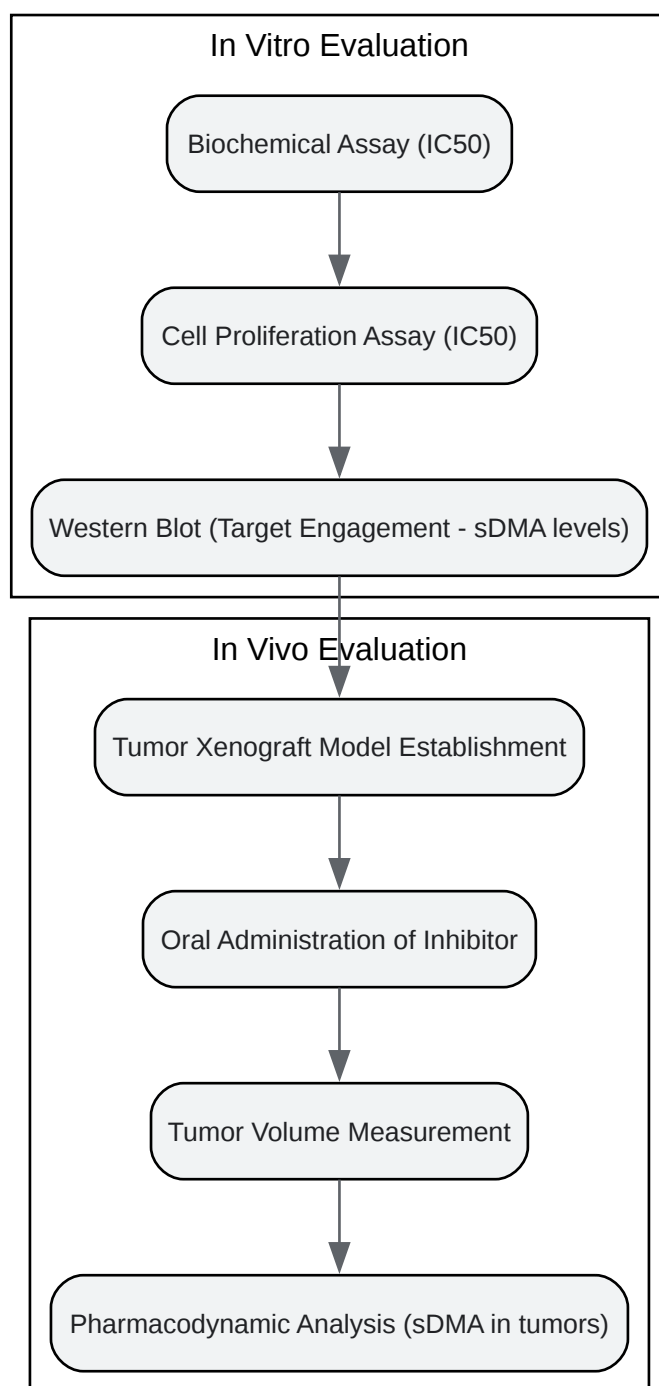 In Vitro Evaluation
Biochemical Assay (IC50)
Cell Proliferation Assay (IC50)
Western Blot (Target Engagement - sDMA levels)
In Vivo Evaluation
Tumor Xenograft Model Establishment
Oral Administration of Inhibitor
Tumor Volume Measurement
Pharmacodynamic Analysis (sDMA in tumors)